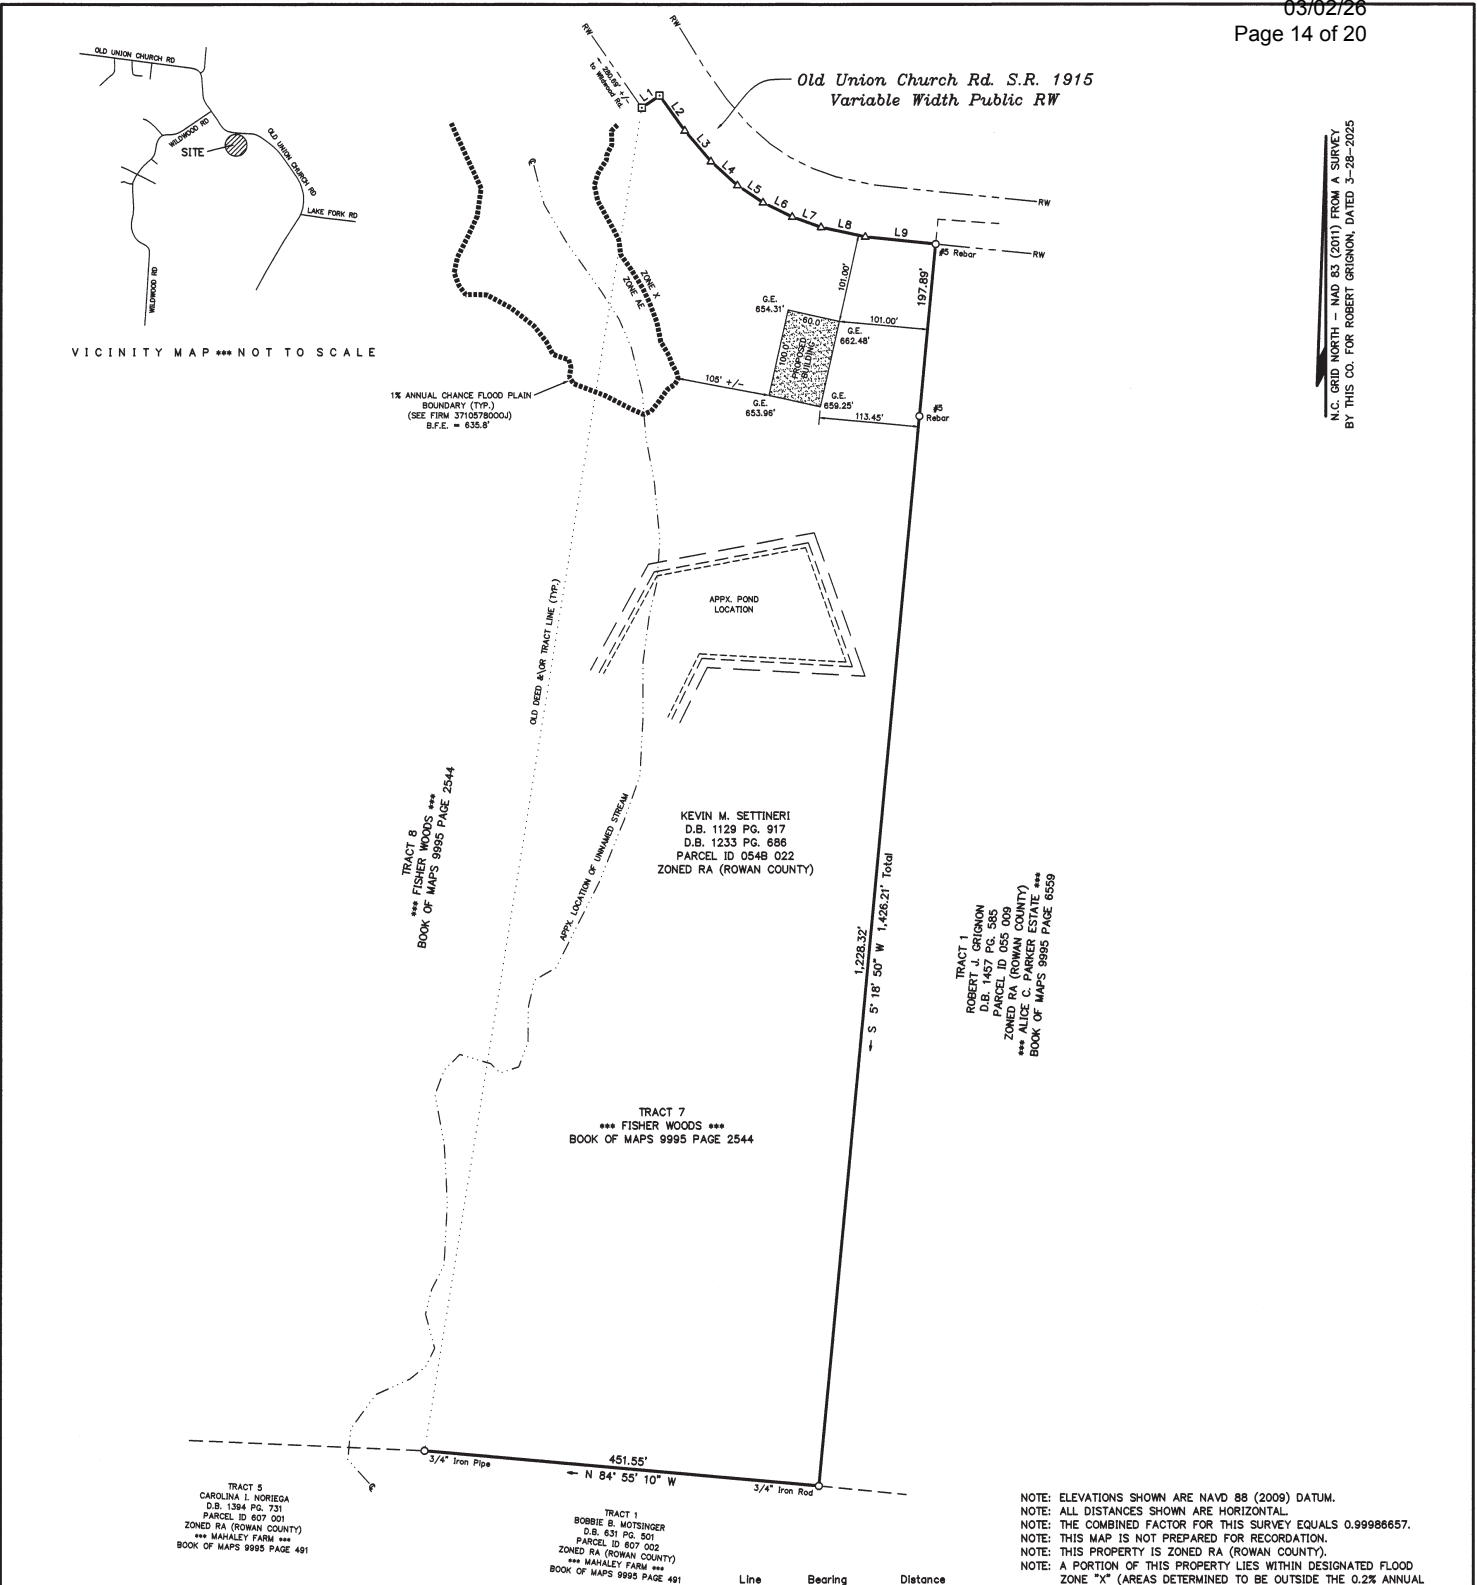 03/02/26
Page 14 of 20
OLD UNION CHURCH RD
WILDWOOD RD
SITE
OLD UNION CHURCH RD
LAKE FORK RD
WILDWOOD RD
VICINITY MAP *** NOT TO SCALE
RW
RW
280.69' +/-
to Wildwood Rd.
Old Union Church Rd. S.R. 1915
Variable Width Public RW
L1
L2
L3
L4
L5
L6
L7
L8
L9
RW
RW
#5 Rebar
N.C. GRID NORTH - NAD 83 (2011) FROM A SURVEY
BY THIS CO. FOR ROBERT GRIGNON, DATED 3-28-2025
ZONE X
ZONE AE
101.00'
197.89'
G.E.
654.31'
60.0'
101.00'
G.E.
662.48'
100.0'
PROPOSED
BUILDING
105' +/-
G.E.
653.96'
G.E.
659.25'
113.45'
#5
Rebar
1% ANNUAL CHANCE FLOOD PLAIN
BOUNDARY (TYP.)
(SEE FIRM 3710578000J)
B.F.E. = 635.8'
℄
APPX. POND
LOCATION
OLD DEED &\OR TRACT LINE (TYP.)
TRACT 8
*** FISHER WOODS ***
BOOK OF MAPS 9995 PAGE 2544
APPX. LOCATION OF UNNAMED STREAM
KEVIN M. SETTINERI
D.B. 1129 PG. 917
D.B. 1233 PG. 686
PARCEL ID 054B 022
ZONED RA (ROWAN COUNTY)
1,228.32'
S 5° 18' 50" W 1,426.21' Total
TRACT 1
ROBERT J. GRIGNON
D.B. 1457 PG. 585
PARCEL ID 055 009
ZONED RA (ROWAN COUNTY)
*** ALICE C. PARKER ESTATE ***
BOOK OF MAPS 9995 PAGE 6559
TRACT 7
*** FISHER WOODS ***
BOOK OF MAPS 9995 PAGE 2544
3/4" Iron Pipe
451.55'
N 84° 55' 10" W
3/4" Iron Rod
℄
TRACT 5
CAROLINA I. NORIEGA
D.B. 1394 PG. 731
PARCEL ID 607 001
ZONED RA (ROWAN COUNTY)
*** MAHALEY FARM ***
BOOK OF MAPS 9995 PAGE 491
TRACT 1
BOBBIE B. MOTSINGER
D.B. 631 PG. 501
PARCEL ID 607 002
ZONED RA (ROWAN COUNTY)
*** MAHALEY FARM ***
BOOK OF MAPS 9995 PAGE 491
Line Bearing Distance
NOTE: ELEVATIONS SHOWN ARE NAVD 88 (2009) DATUM.
NOTE: ALL DISTANCES SHOWN ARE HORIZONTAL.
NOTE: THE COMBINED FACTOR FOR THIS SURVEY EQUALS 0.99986657.
NOTE: THIS MAP IS NOT PREPARED FOR RECORDATION.
NOTE: THIS PROPERTY IS ZONED RA (ROWAN COUNTY).
NOTE: A PORTION OF THIS PROPERTY LIES WITHIN DESIGNATED FLOOD
ZONE "X" (AREAS DETERMINED TO BE OUTSIDE THE 0.2% ANNUAL